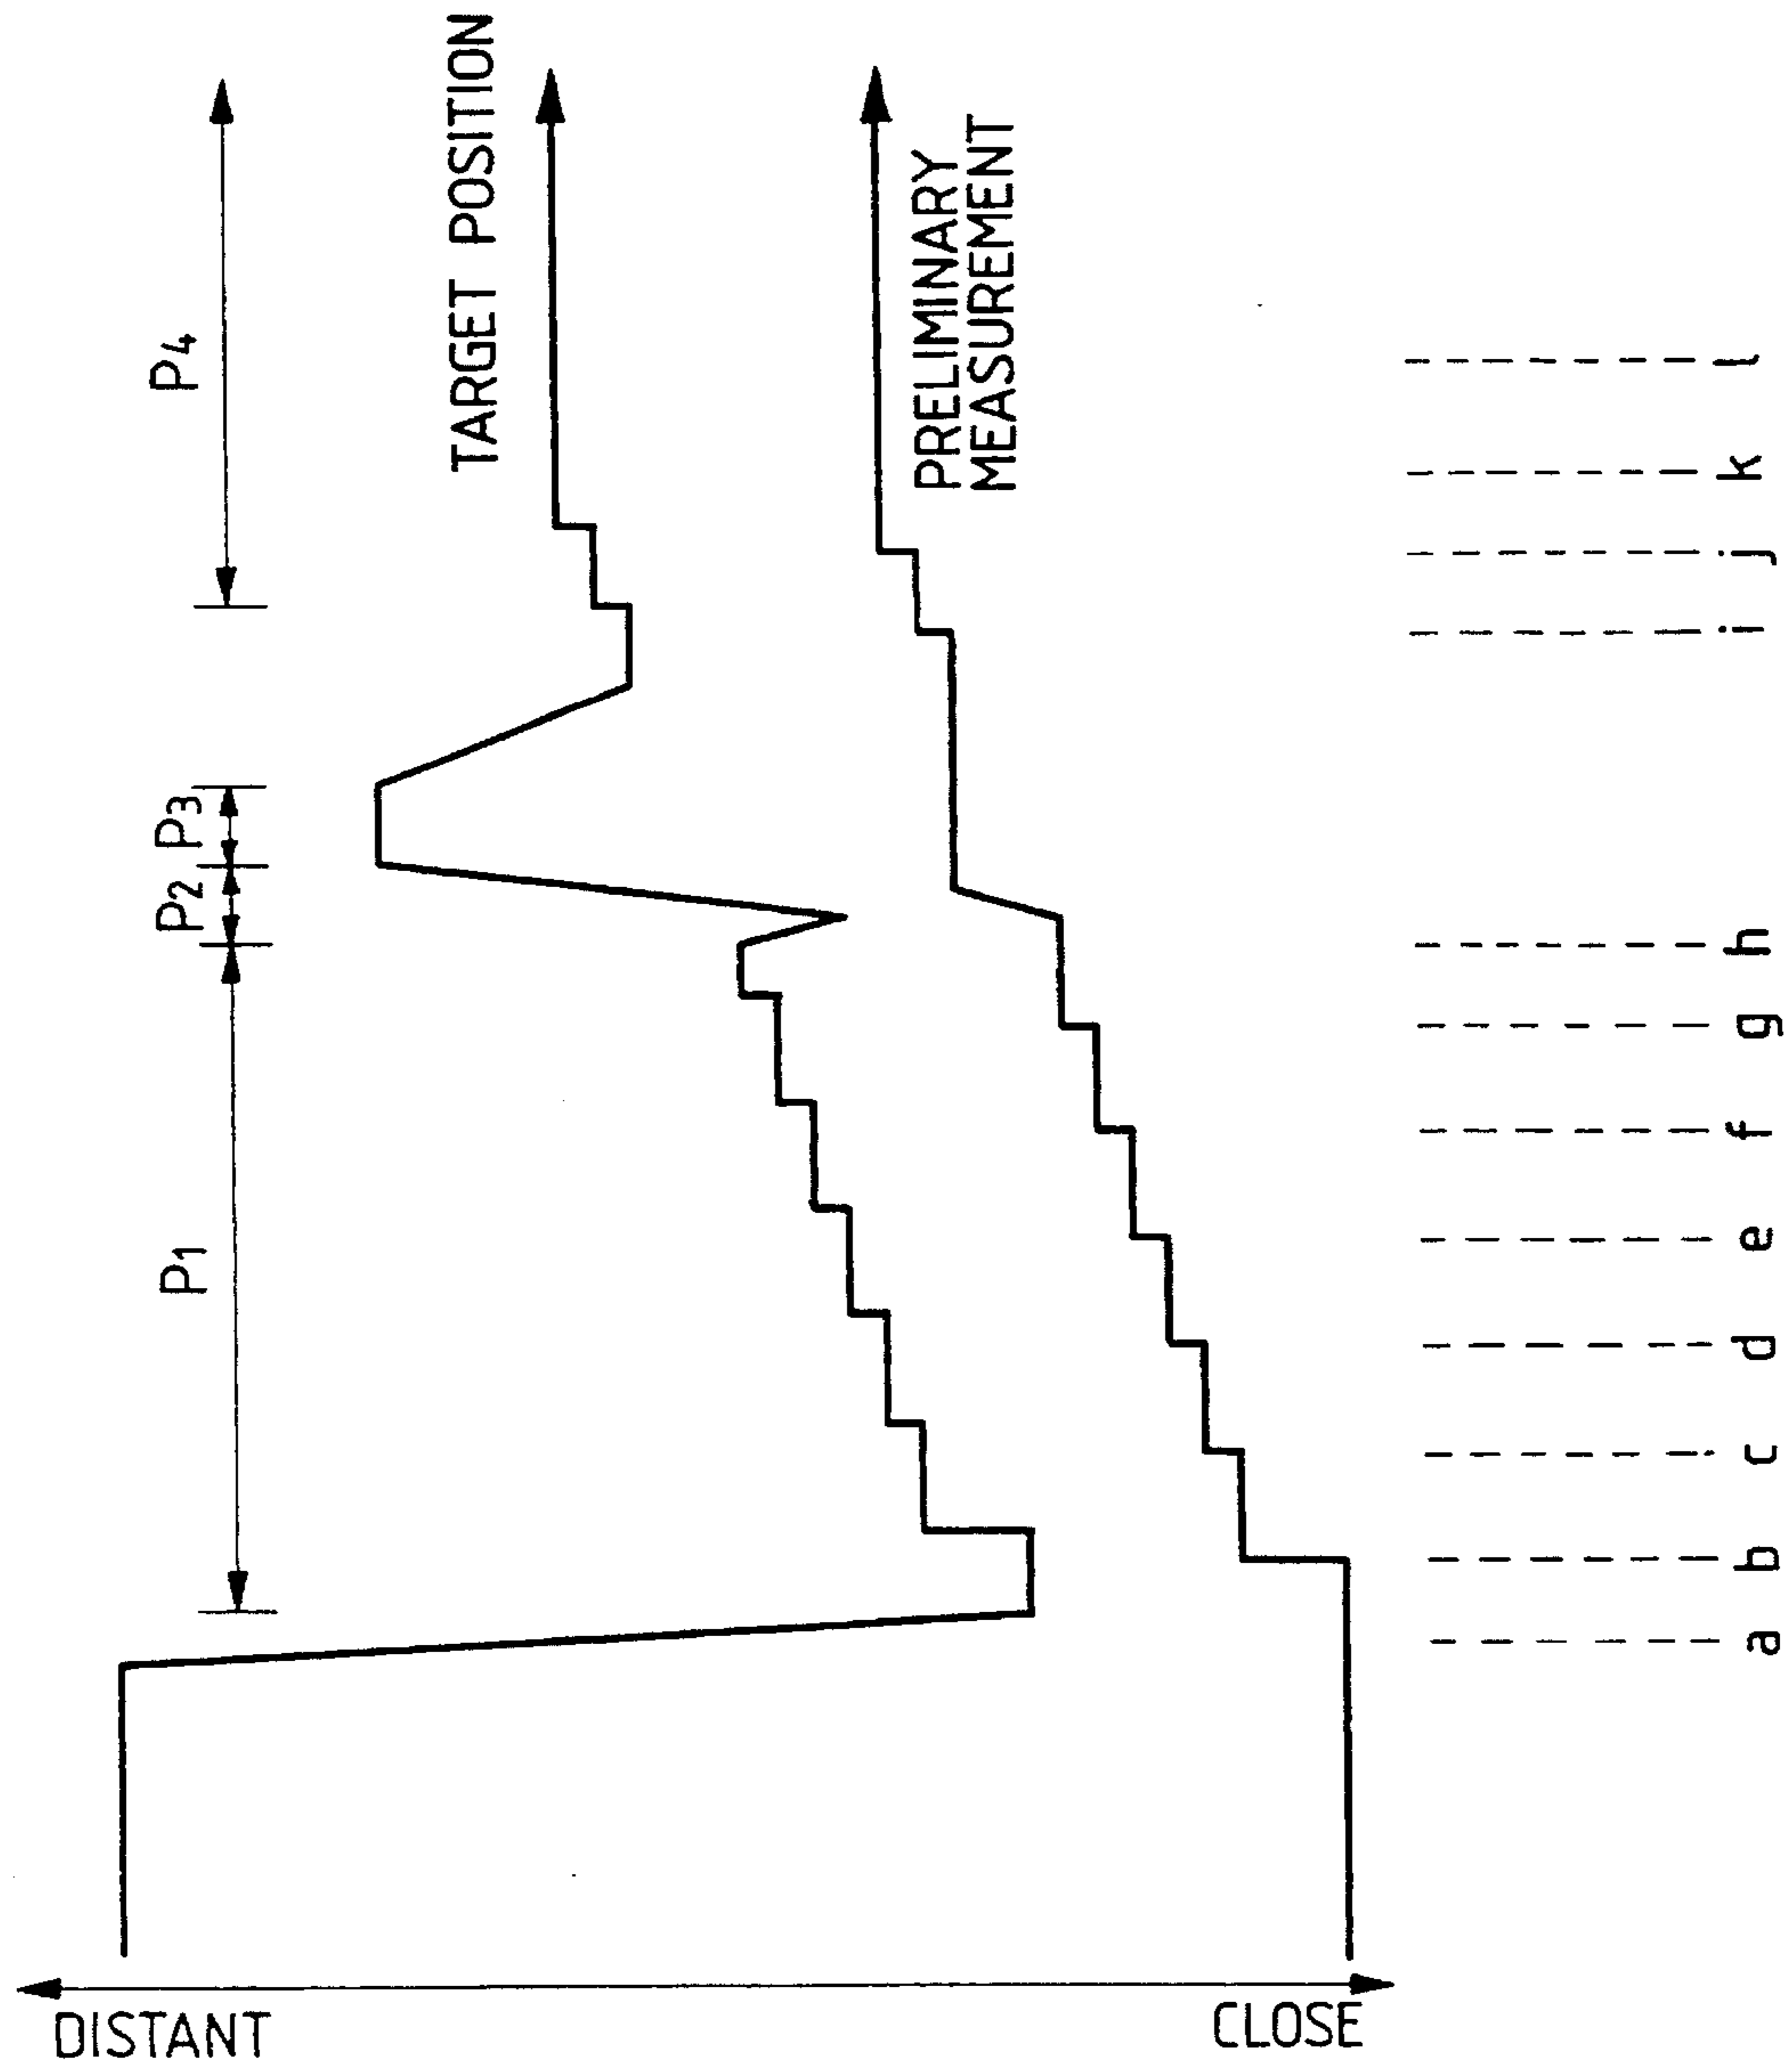 P1
P2
P3
P4
TARGET POSITION
PRELIMINARY
MEASUREMENT
DISTANT
CLOSE
a
b
c
d
e
f
g
h
i
j
k
l